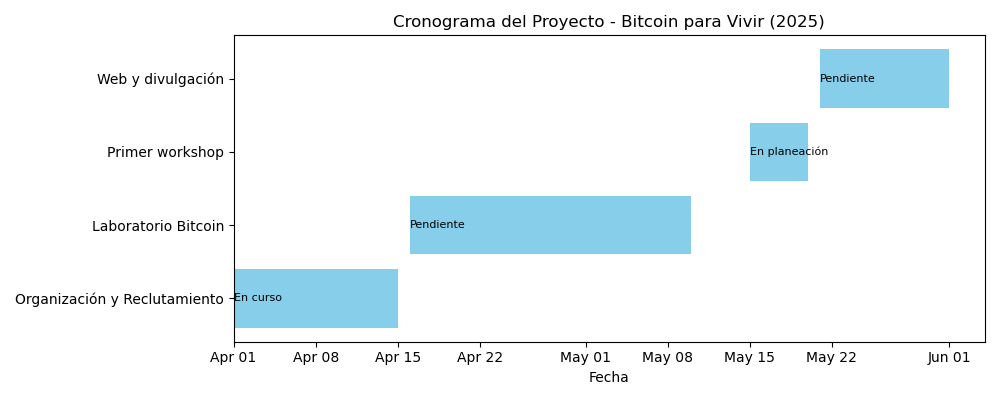 Cronograma del Proyecto - Bitcoin para Vivir (2025)
Web y divulgación
Pendiente
Primer workshop
En planeación
Laboratorio Bitcoin
Pendiente
Organización y Reclutamiento
En curso
Apr 01 Apr 08 Apr 15 Apr 22 May 01 May 08 May 15 May 22 Jun 01
Fecha